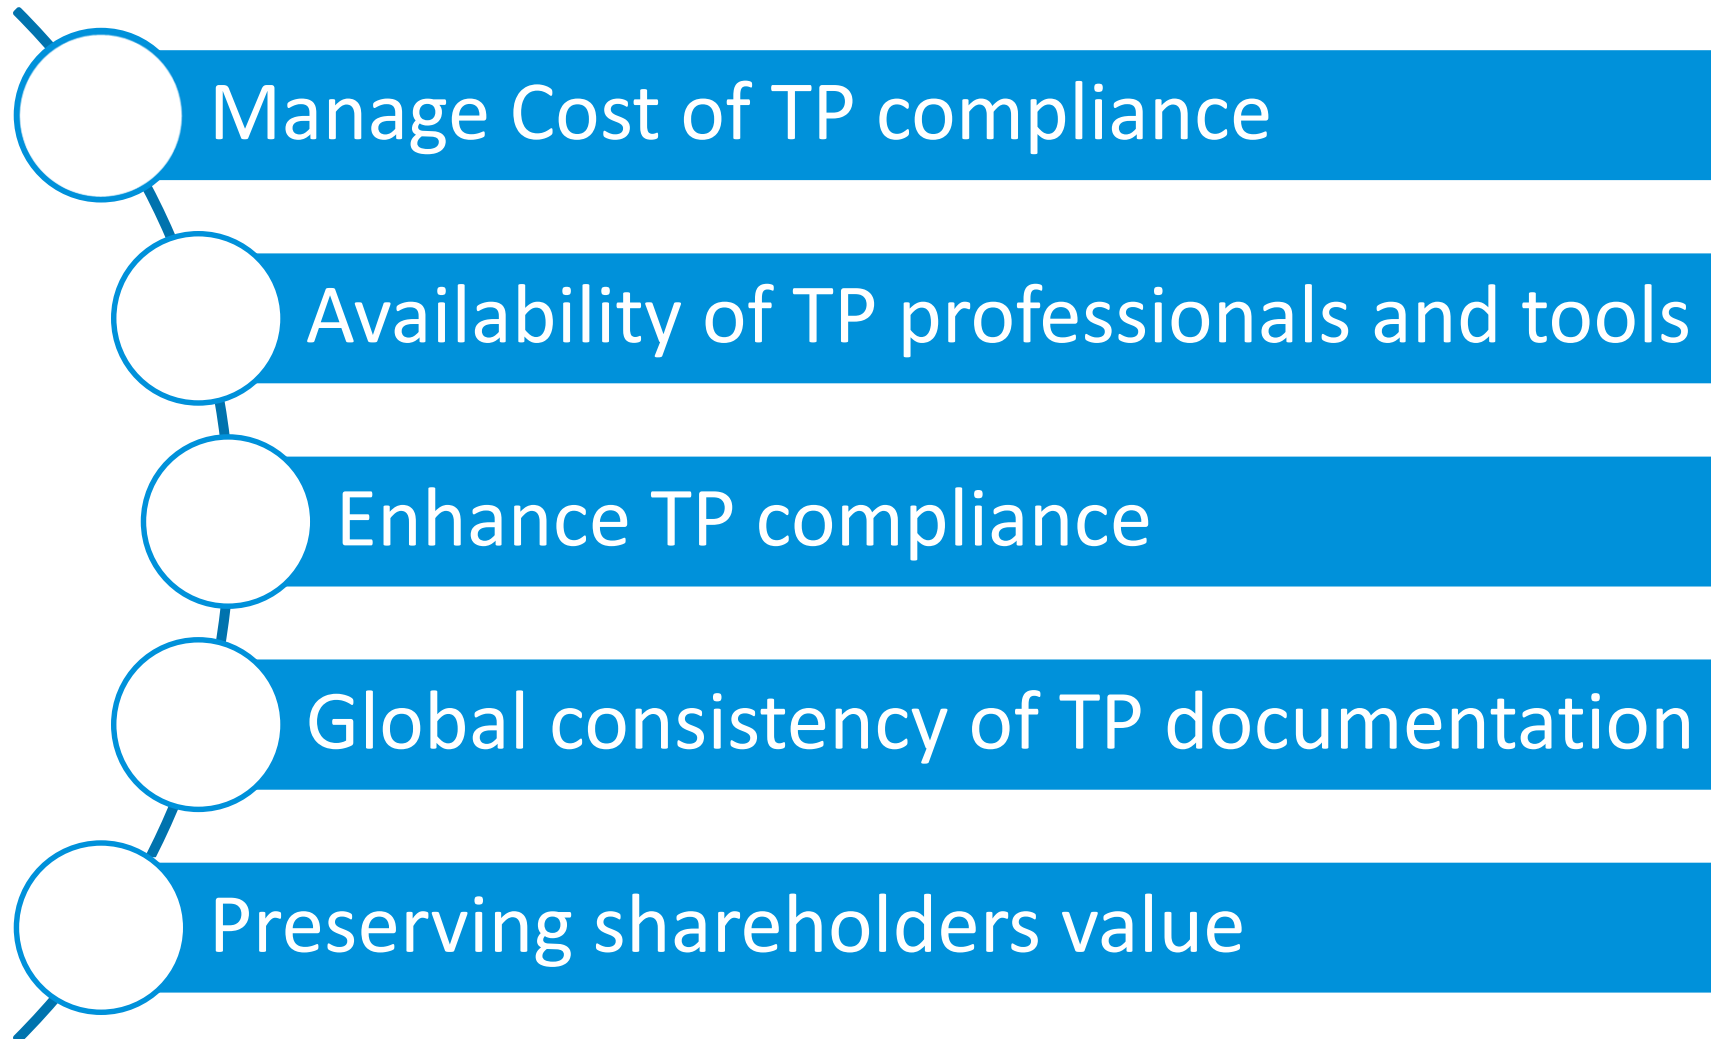 Manage Cost of TP compliance
Availability of TP professionals and tools
Enhance TP compliance
Global consistency of TP documentation
Preserving shareholders value